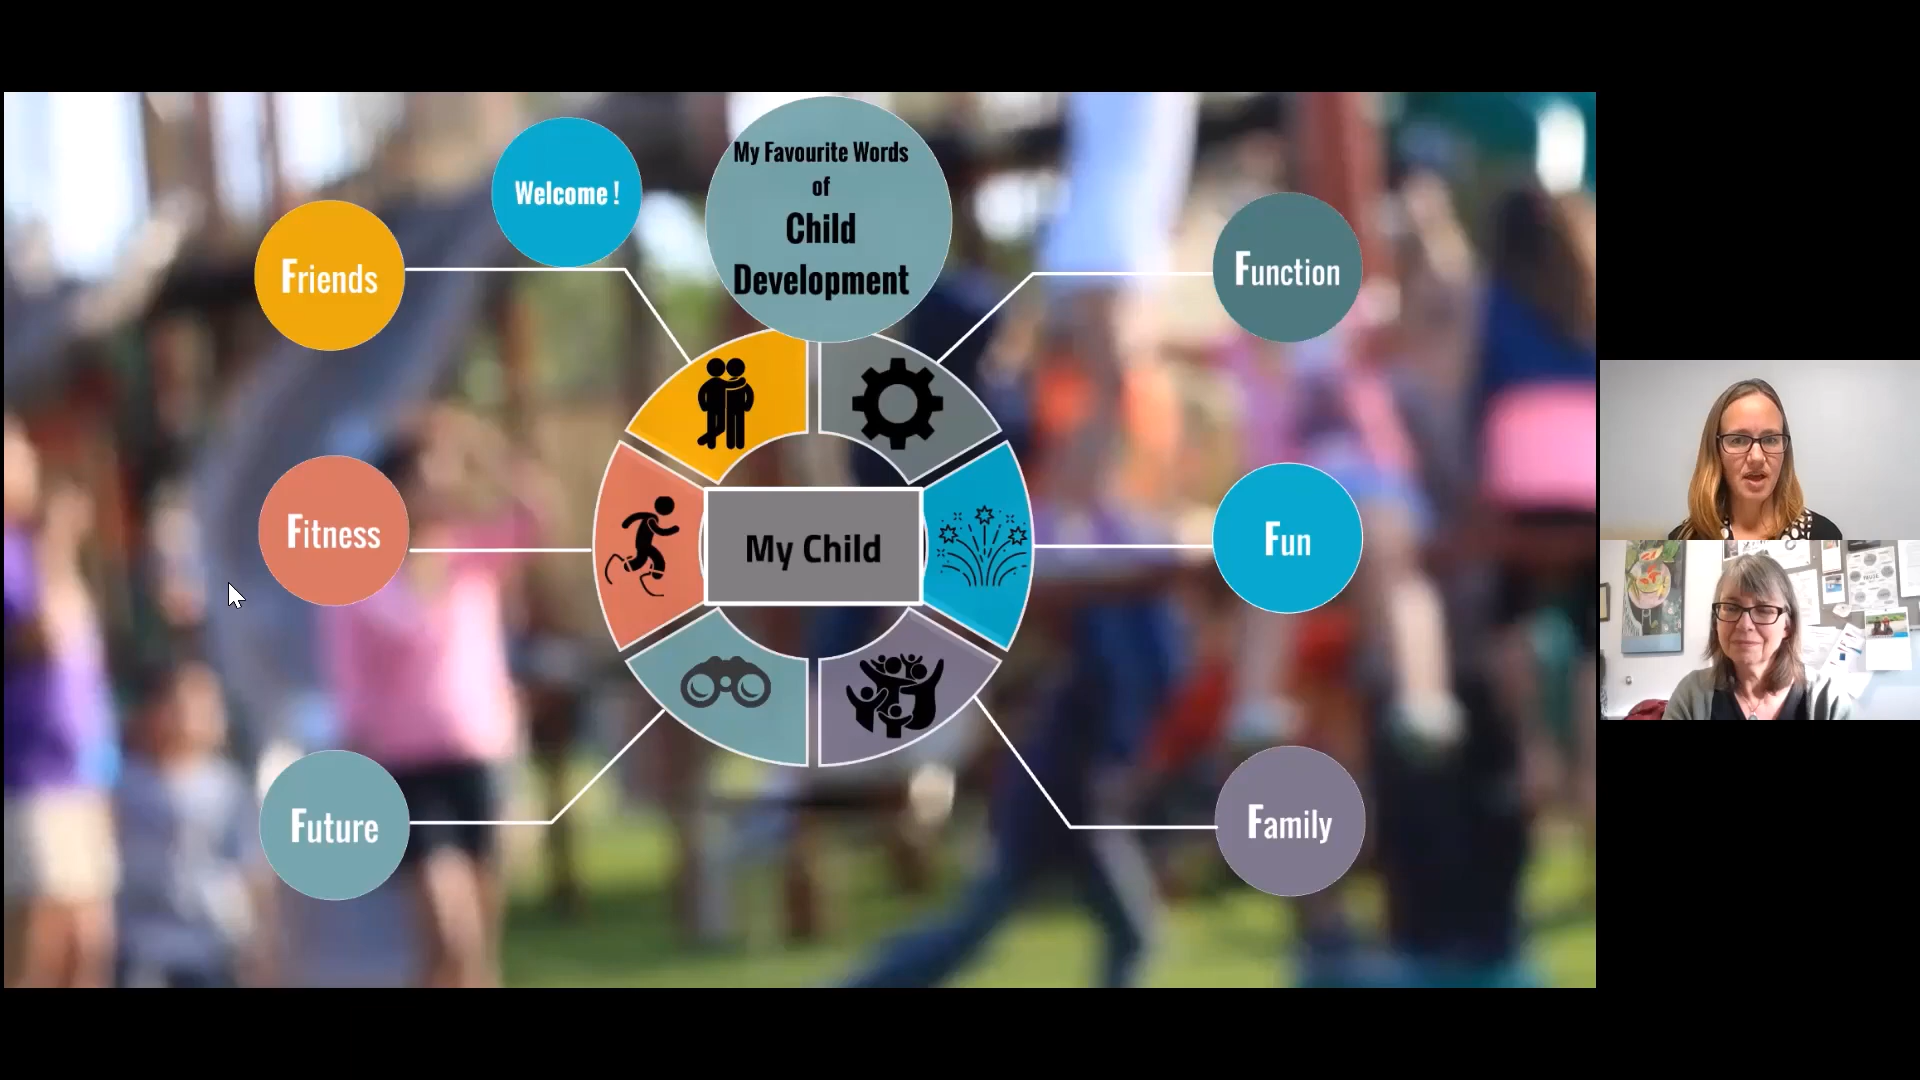 Welcome !
My Favourite Words
of
Child
Development
Friends
Function
Fitness
My Child
Fun
Future
Family